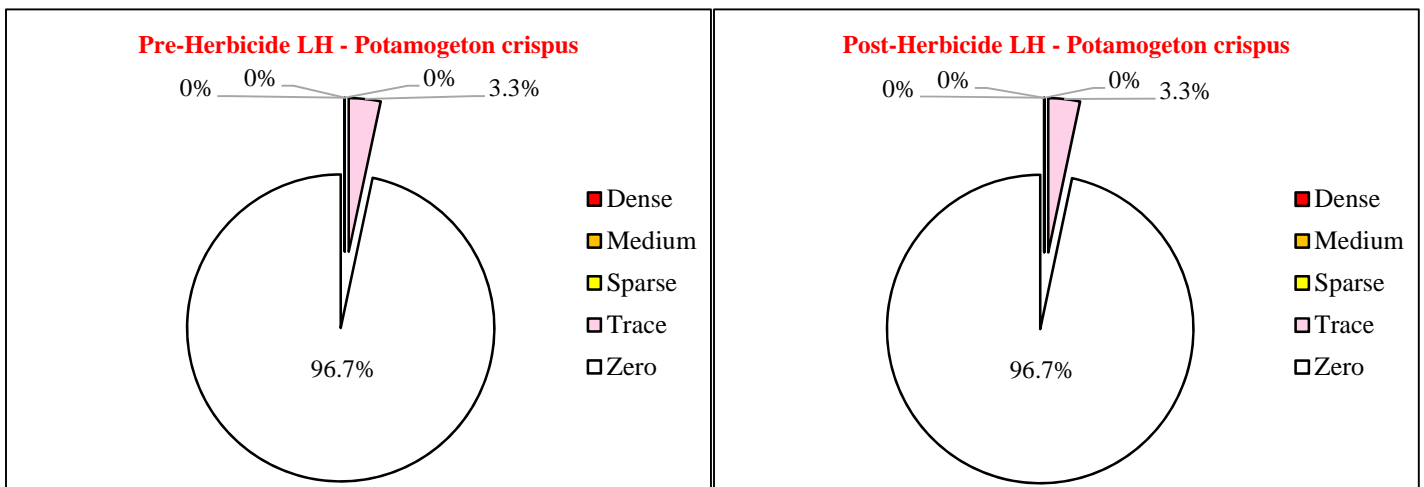 Pre-Herbicide LH - Potamogeton crispus
0%
0%
0%
3.3%
96.7%
Dense
Medium
Sparse
Trace
Zero
Post-Herbicide LH - Potamogeton crispus
0%
0%
0%
3.3%
96.7%
Dense
Medium
Sparse
Trace
Zero